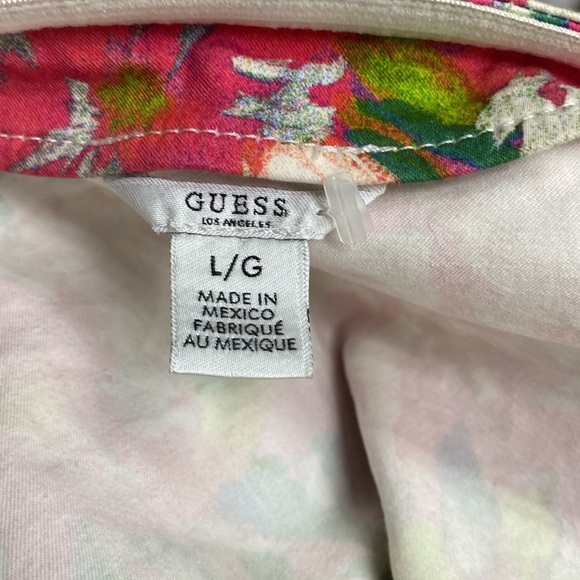 GUESS
LOS ANGELES
L/G
MADE IN
MEXICO
FABRIQUÉ
AU MEXIQUE